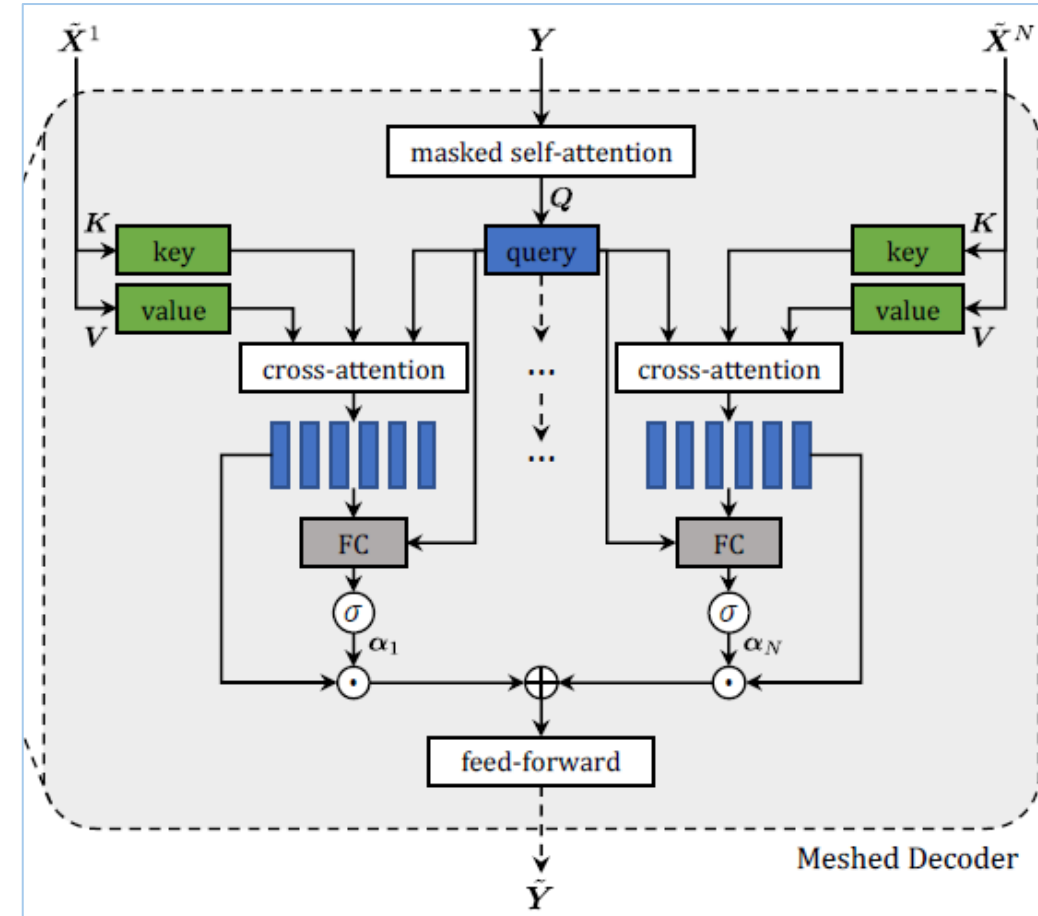 X̃¹ Y X̃ᴺ
masked self-attention
Q
K key query key K
V value value V
cross-attention ... cross-attention
...
FC FC
σ σ
α₁ α_N
feed-forward
Meshed Decoder
Ỹ